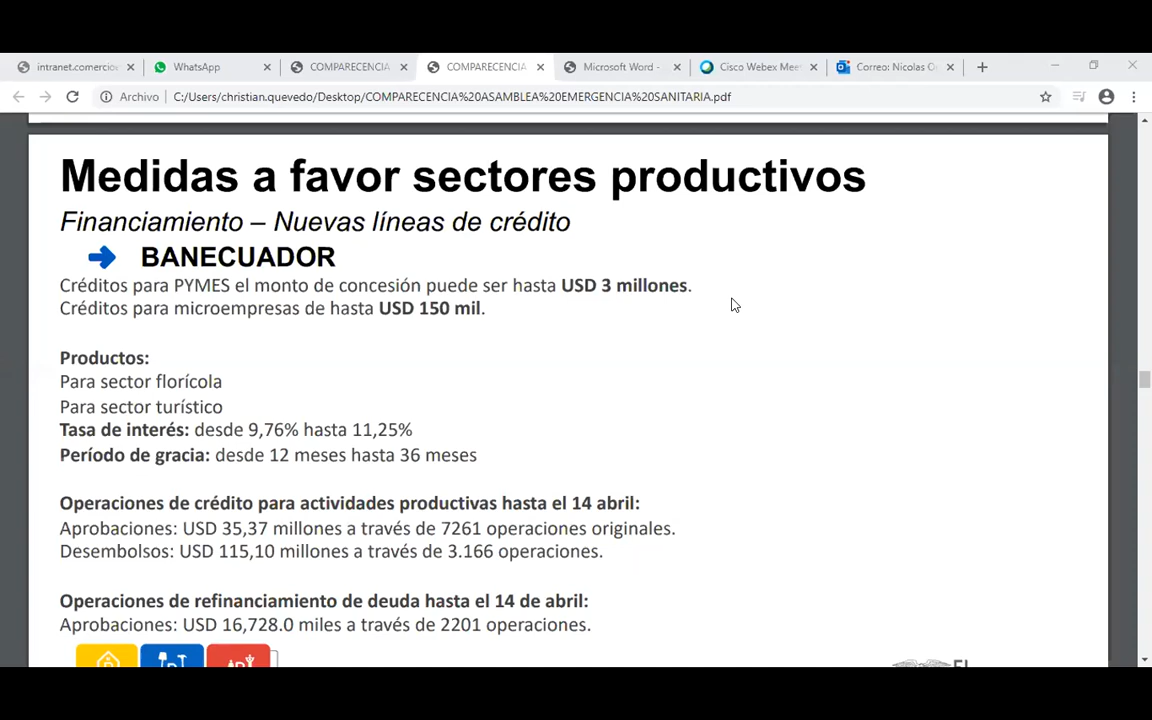 intranet.comercio
WhatsApp
COMPARECENCIA
COMPARECENCIA
Microsoft Word -
Cisco Webex Mee
Correo: Nicolas O
Archivo
C:/Users/christian.quevedo/Desktop/COMPARECENCIA%20ASAMBLEA%20EMERGENCIA%20SANITARIA.pdf
Medidas a favor sectores productivos
Financiamiento – Nuevas líneas de crédito
BANECUADOR
Créditos para PYMES el monto de concesión puede ser hasta USD 3 millones.
Créditos para microempresas de hasta USD 150 mil.
Productos:
Para sector florícola
Para sector turístico
Tasa de interés: desde 9,76% hasta 11,25%
Período de gracia: desde 12 meses hasta 36 meses
Operaciones de crédito para actividades productivas hasta el 14 abril:
Aprobaciones: USD 35,37 millones a través de 7261 operaciones originales.
Desembolsos: USD 115,10 millones a través de 3.166 operaciones.
Operaciones de refinanciamiento de deuda hasta el 14 de abril:
Aprobaciones: USD 16,728.0 miles a través de 2201 operaciones.